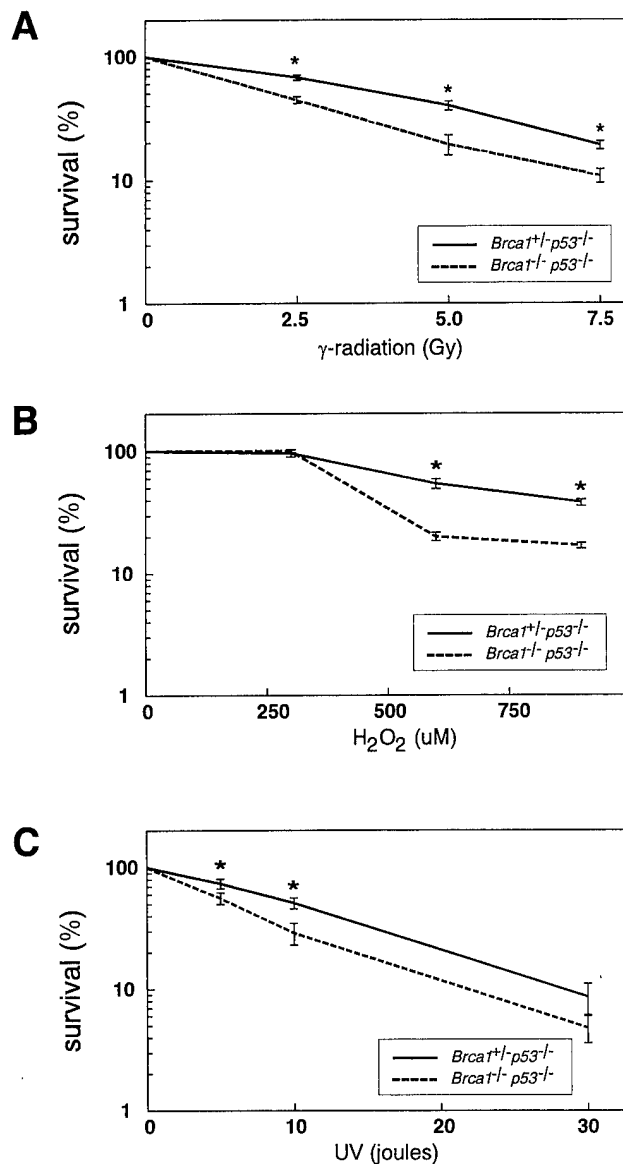 A
survival (%)
100
10
1
Brca1+/-p53-/-
Brca1-/- p53-/-
0 2.5 5.0 7.5
γ-radiation (Gy)
B
survival (%)
100
10
1
Brca1+/-p53-/-
Brca1-/- p53-/-
0 250 500 750
H2O2 (uM)
C
survival (%)
100
10
1
Brca1+/-p53-/-
Brca1-/- p53-/-
0 10 20 30
UV (joules)